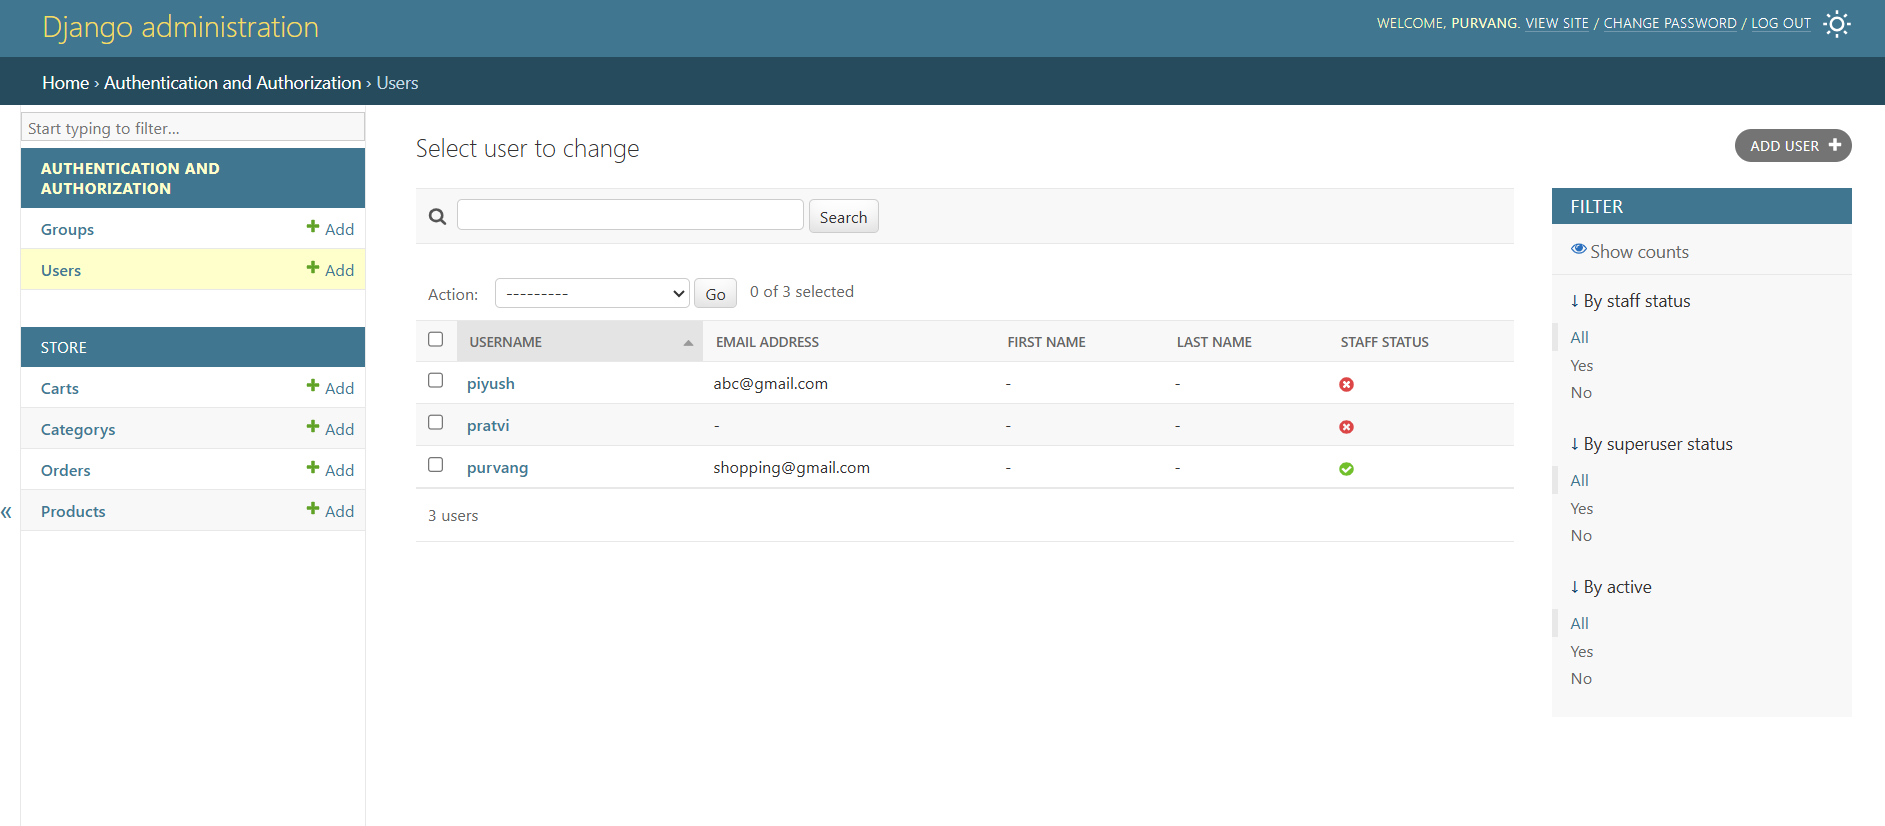 Django administration
WELCOME, PURVANG. VIEW SITE / CHANGE PASSWORD / LOG OUT
Home › Authentication and Authorization › Users
Start typing to filter...
AUTHENTICATION AND
AUTHORIZATION
Groups + Add
Users + Add
STORE
Carts + Add
Categorys + Add
Orders + Add
Products + Add
«
Select user to change
ADD USER +
Search
Action: --------- Go 0 of 3 selected
USERNAME EMAIL ADDRESS FIRST NAME LAST NAME STAFF STATUS
piyush abc@gmail.com - -
pratvi - - -
purvang shopping@gmail.com - -
3 users
FILTER
Show counts
↓ By staff status
All
Yes
No
↓ By superuser status
All
Yes
No
↓ By active
All
Yes
No